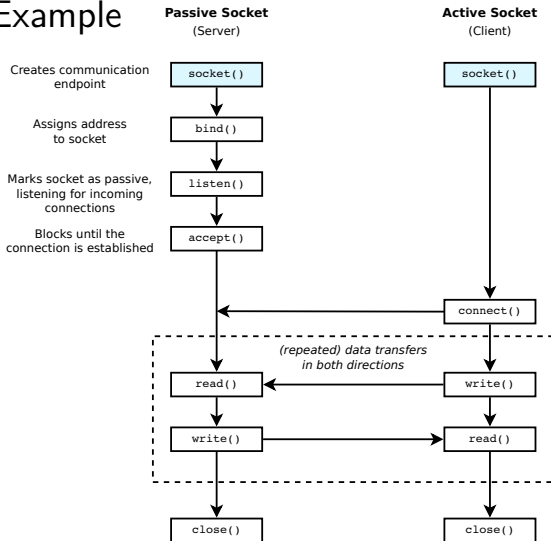 Example
Passive Socket
(Server)
Active Socket
(Client)
Creates communication
endpoint
socket()
socket()
Assigns address
to socket
bind()
Marks socket as passive,
listening for incoming
connections
listen()
Blocks until the
connection is established
accept()
connect()
(repeated) data transfers
in both directions
read()
write()
write()
read()
close()
close()